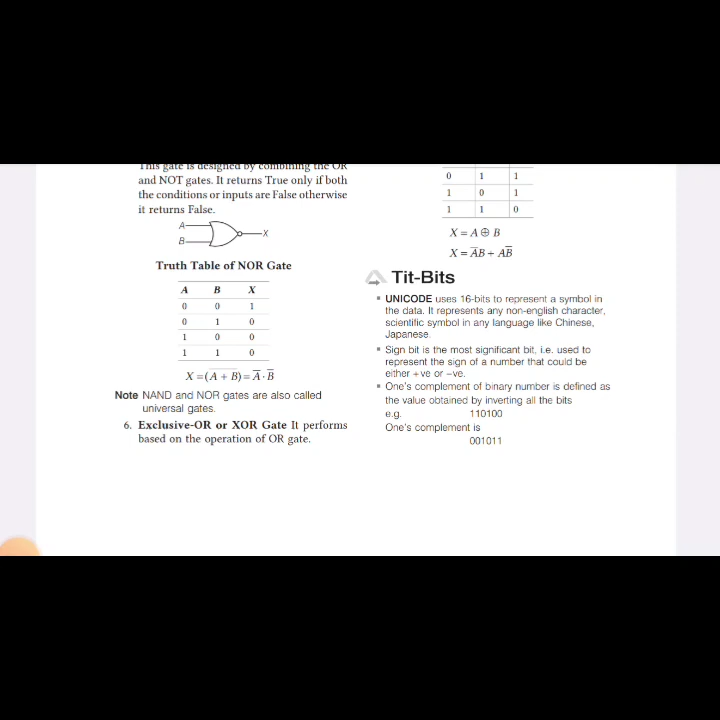 This gate is designed by combining the OR
and NOT gates. It returns True only if both
the conditions or inputs are False otherwise
it returns False.
A
B
X
Truth Table of NOR Gate
A B X
0 0 1
0 1 0
1 0 0
1 1 0
X = (A + B) = A̅ · B̅
Note NAND and NOR gates are also called
universal gates.
6. Exclusive-OR or XOR Gate It performs
based on the operation of OR gate.
0 1 1
1 0 1
1 1 0
X = A ⊕ B
X = A̅B + AB̅
Tit-Bits
▪ UNICODE uses 16-bits to represent a symbol in
the data. It represents any non-english character,
scientific symbol in any language like Chinese,
Japanese.
▪ Sign bit is the most significant bit, i.e. used to
represent the sign of a number that could be
either +ve or –ve.
▪ One's complement of binary number is defined as
the value obtained by inverting all the bits
e.g. 110100
One's complement is
001011